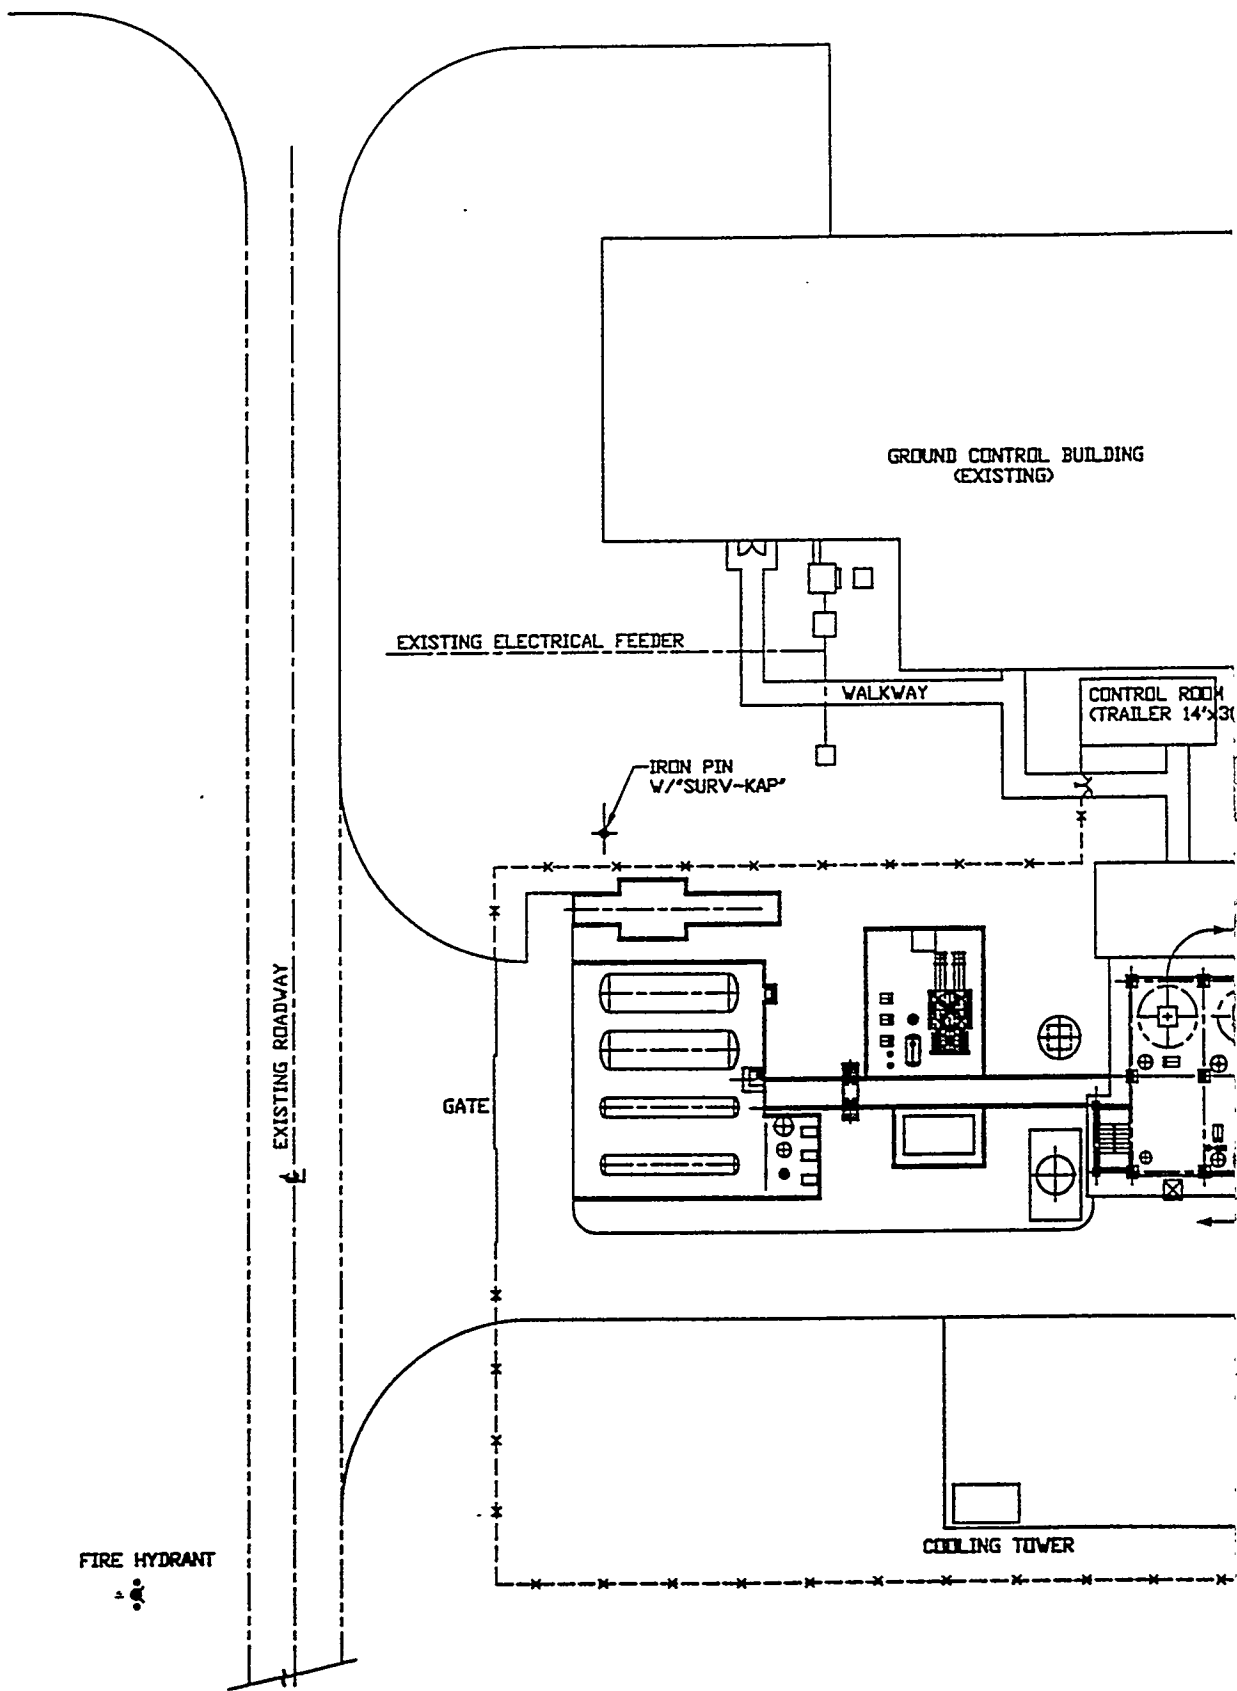 GROUND CONTROL BUILDING
(EXISTING)
EXISTING ELECTRICAL FEEDER
WALKWAY
CONTROL ROOM
(TRAILER 14'x3(
IRON PIN
W/"SURV-KAP"
EXISTING ROADWAY
GATE
COOLING TOWER
FIRE HYDRANT